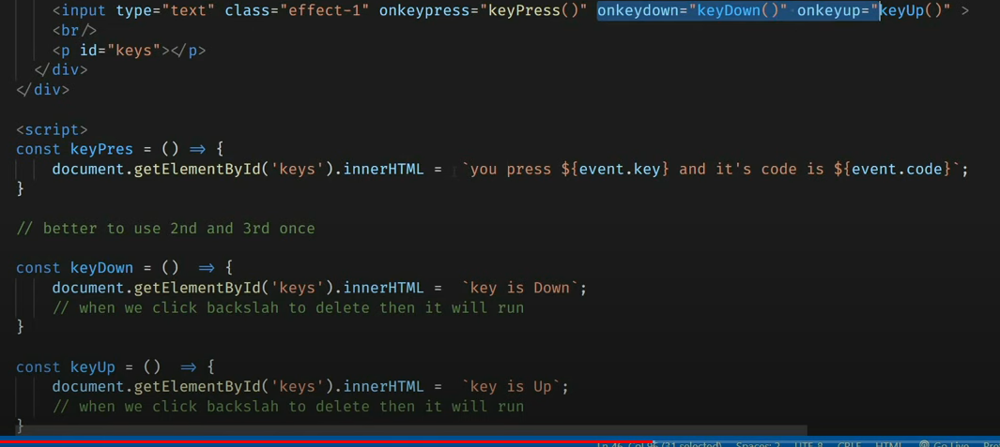 <input type="text" class="effect-1" onkeypress="keyPress()" onkeydown="keyDown()" onkeyup="keyUp()" >
<br/>
<p id="keys"></p>
</div>
</div>
<script>
const keyPres = () => {
document.getElementById('keys').innerHTML = `you press ${event.key} and it's code is ${event.code}`;
}
// better to use 2nd and 3rd once
const keyDown = () => {
document.getElementById('keys').innerHTML = `key is Down`;
// when we click backslah to delete then it will run
}
const keyUp = () => {
document.getElementById('keys').innerHTML = `key is Up`;
// when we click backslah to delete then it will run
}
Ln 46, Col 95 (31 selected) Spaces: 2 UTF-8 CRLF HTML Go Live